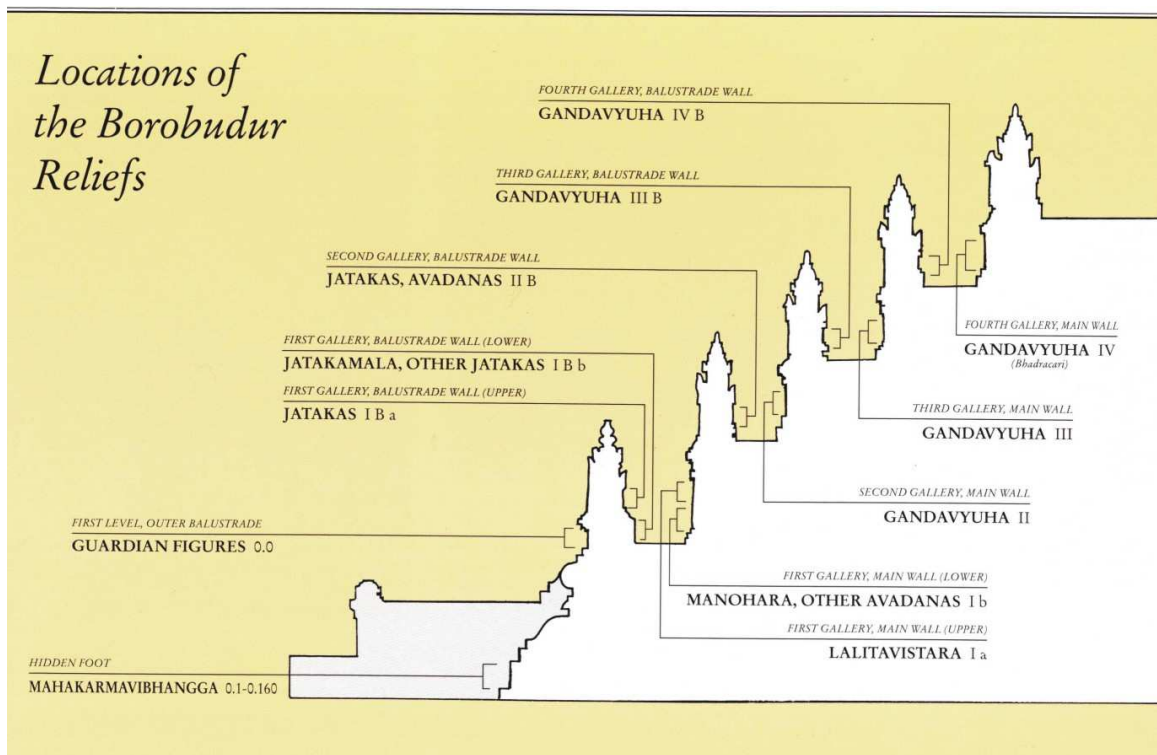 Locations of
the Borobudur
Reliefs
FOURTH GALLERY, BALUSTRADE WALL
GANDAVYUHA IV B
THIRD GALLERY, BALUSTRADE WALL
GANDAVYUHA III B
SECOND GALLERY, BALUSTRADE WALL
JATAKAS, AVADANAS II B
FIRST GALLERY, BALUSTRADE WALL (LOWER)
JATAKAMALA, OTHER JATAKAS I B b
FIRST GALLERY, BALUSTRADE WALL (UPPER)
JATAKAS I B a
FIRST LEVEL, OUTER BALUSTRADE
GUARDIAN FIGURES 0.0
HIDDEN FOOT
MAHAKARMAVIBHANGGA 0.1-0.160
FOURTH GALLERY, MAIN WALL
GANDAVYUHA IV
(Bhadracari)
THIRD GALLERY, MAIN WALL
GANDAVYUHA III
SECOND GALLERY, MAIN WALL
GANDAVYUHA II
FIRST GALLERY, MAIN WALL (LOWER)
MANOHARA, OTHER AVADANAS I b
FIRST GALLERY, MAIN WALL (UPPER)
LALITAVISTARA I a